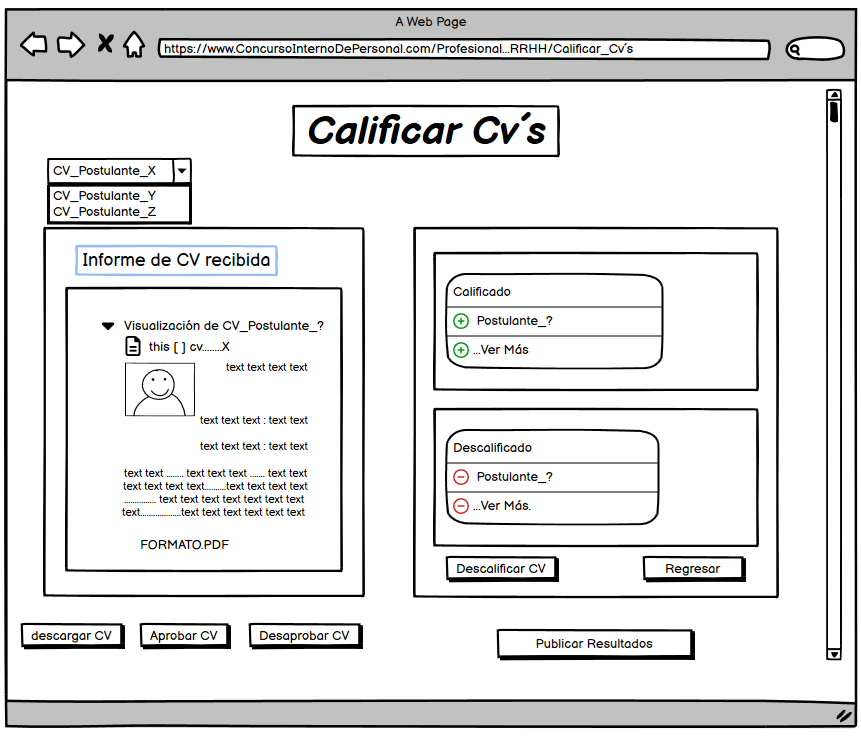 A Web Page
https://www.ConcursoInternoDePersonal.com/Profesional...RRHH/Calificar_Cv´s
Calificar Cv´s
CV_Postulante_X
CV_Postulante_Y
CV_Postulante_Z
Informe de CV recibida
Visualización de CV_Postulante_?
this [ ] cv........X
text text text text
text text text : text text
text text text : text text
text text ........ text text text ....... text text
text text text text..........text text text text
............... text text text text text text text
text...................text text text text text text
FORMATO.PDF
descargar CV
Aprobar CV
Desaprobar CV
Calificado
Postulante_?
...Ver Más
Descalificado
Postulante_?
...Ver Más.
Descalificar CV
Regresar
Publicar Resultados